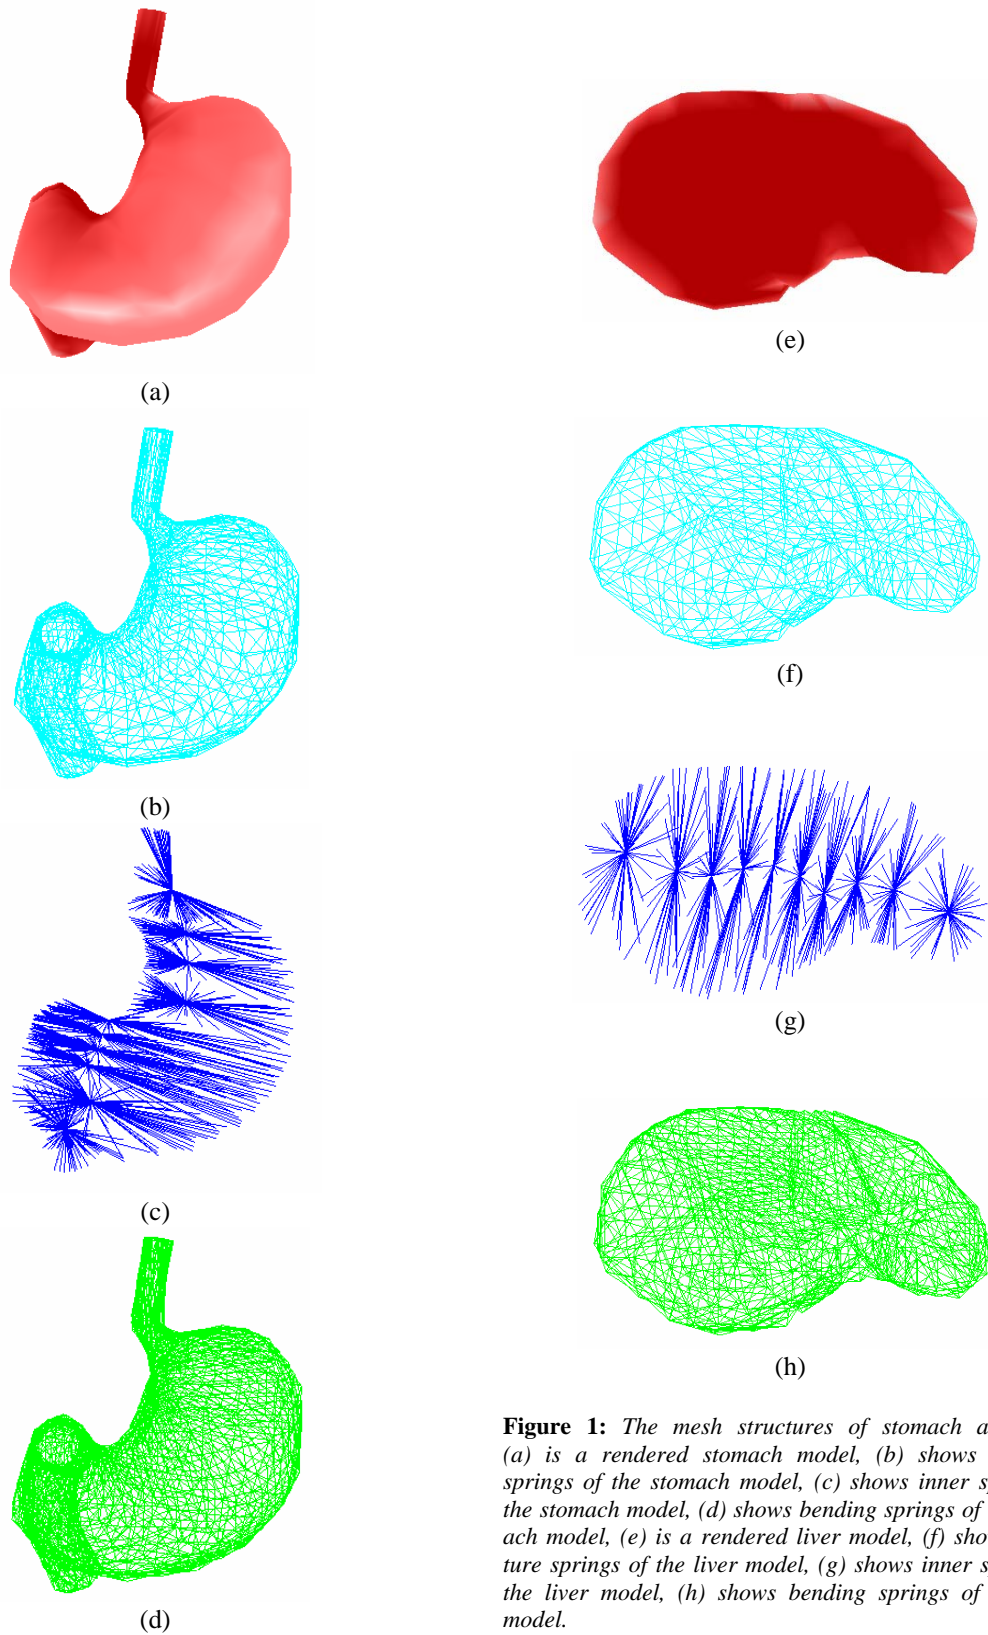 (a)
(b)
(c)
(d)
(e)
(f)
(g)
(h)
Figure 1: The mesh structures of stomach a
(a) is a rendered stomach model, (b) shows
springs of the stomach model, (c) shows inner s
the stomach model, (d) shows bending springs of
ach model, (e) is a rendered liver model, (f) sho
ture springs of the liver model, (g) shows inner s
the liver model, (h) shows bending springs of
model.